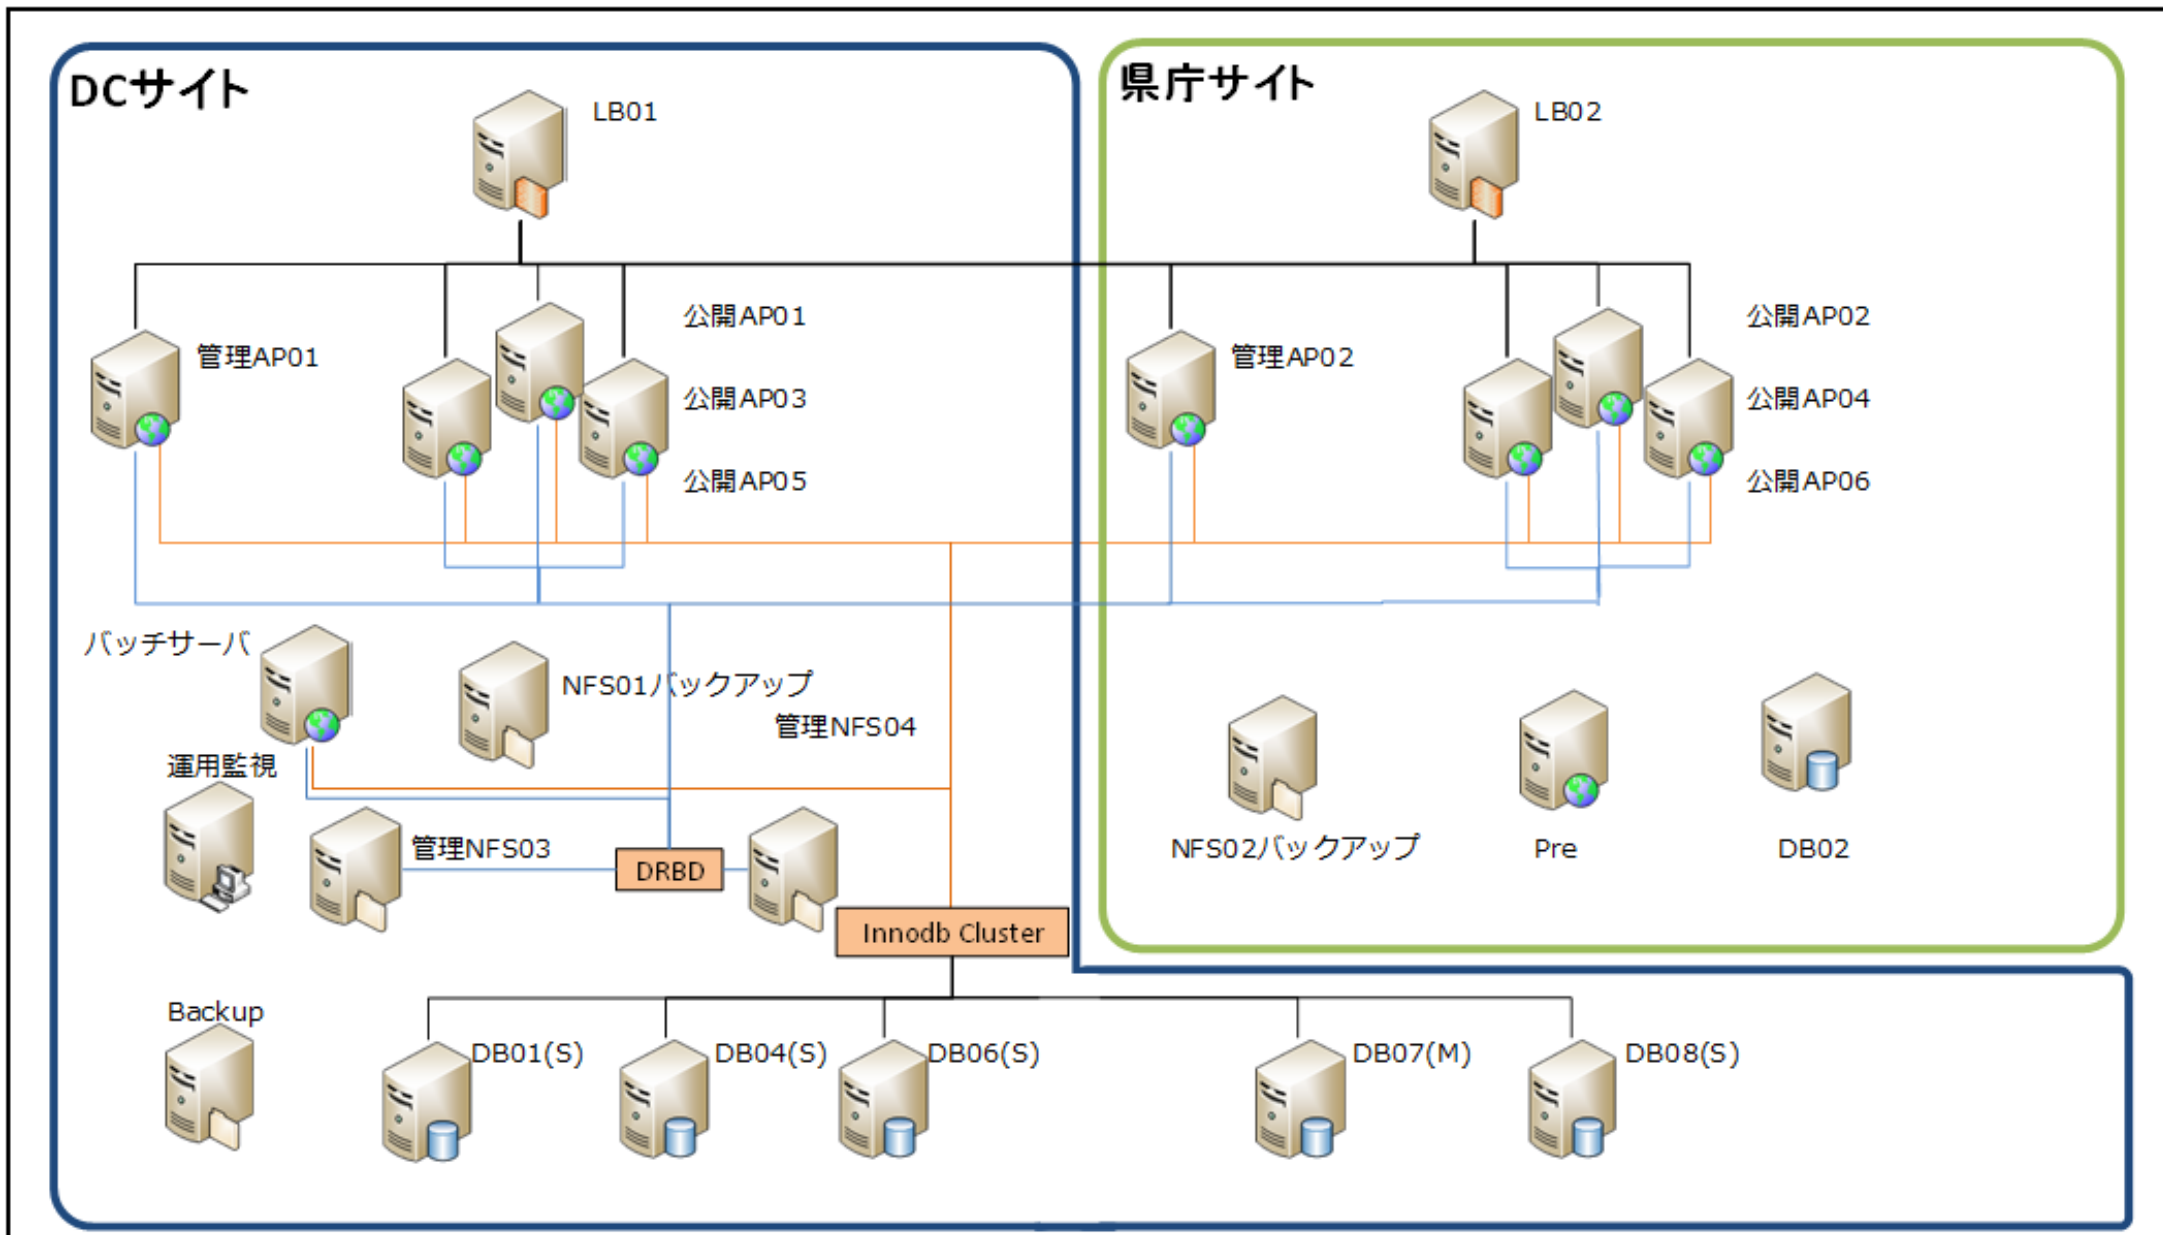 DCサイト
県庁サイト
LB01
LB02
公開AP01
公開AP02
管理AP01
管理AP02
公開AP03
公開AP04
公開AP05
公開AP06
バッチサーバ
NFS01バックアップ
管理NFS04
運用監視
管理NFS03
DRBD
NFS02バックアップ
Pre
DB02
Innodb Cluster
Backup
DB01(S)
DB04(S)
DB06(S)
DB07(M)
DB08(S)